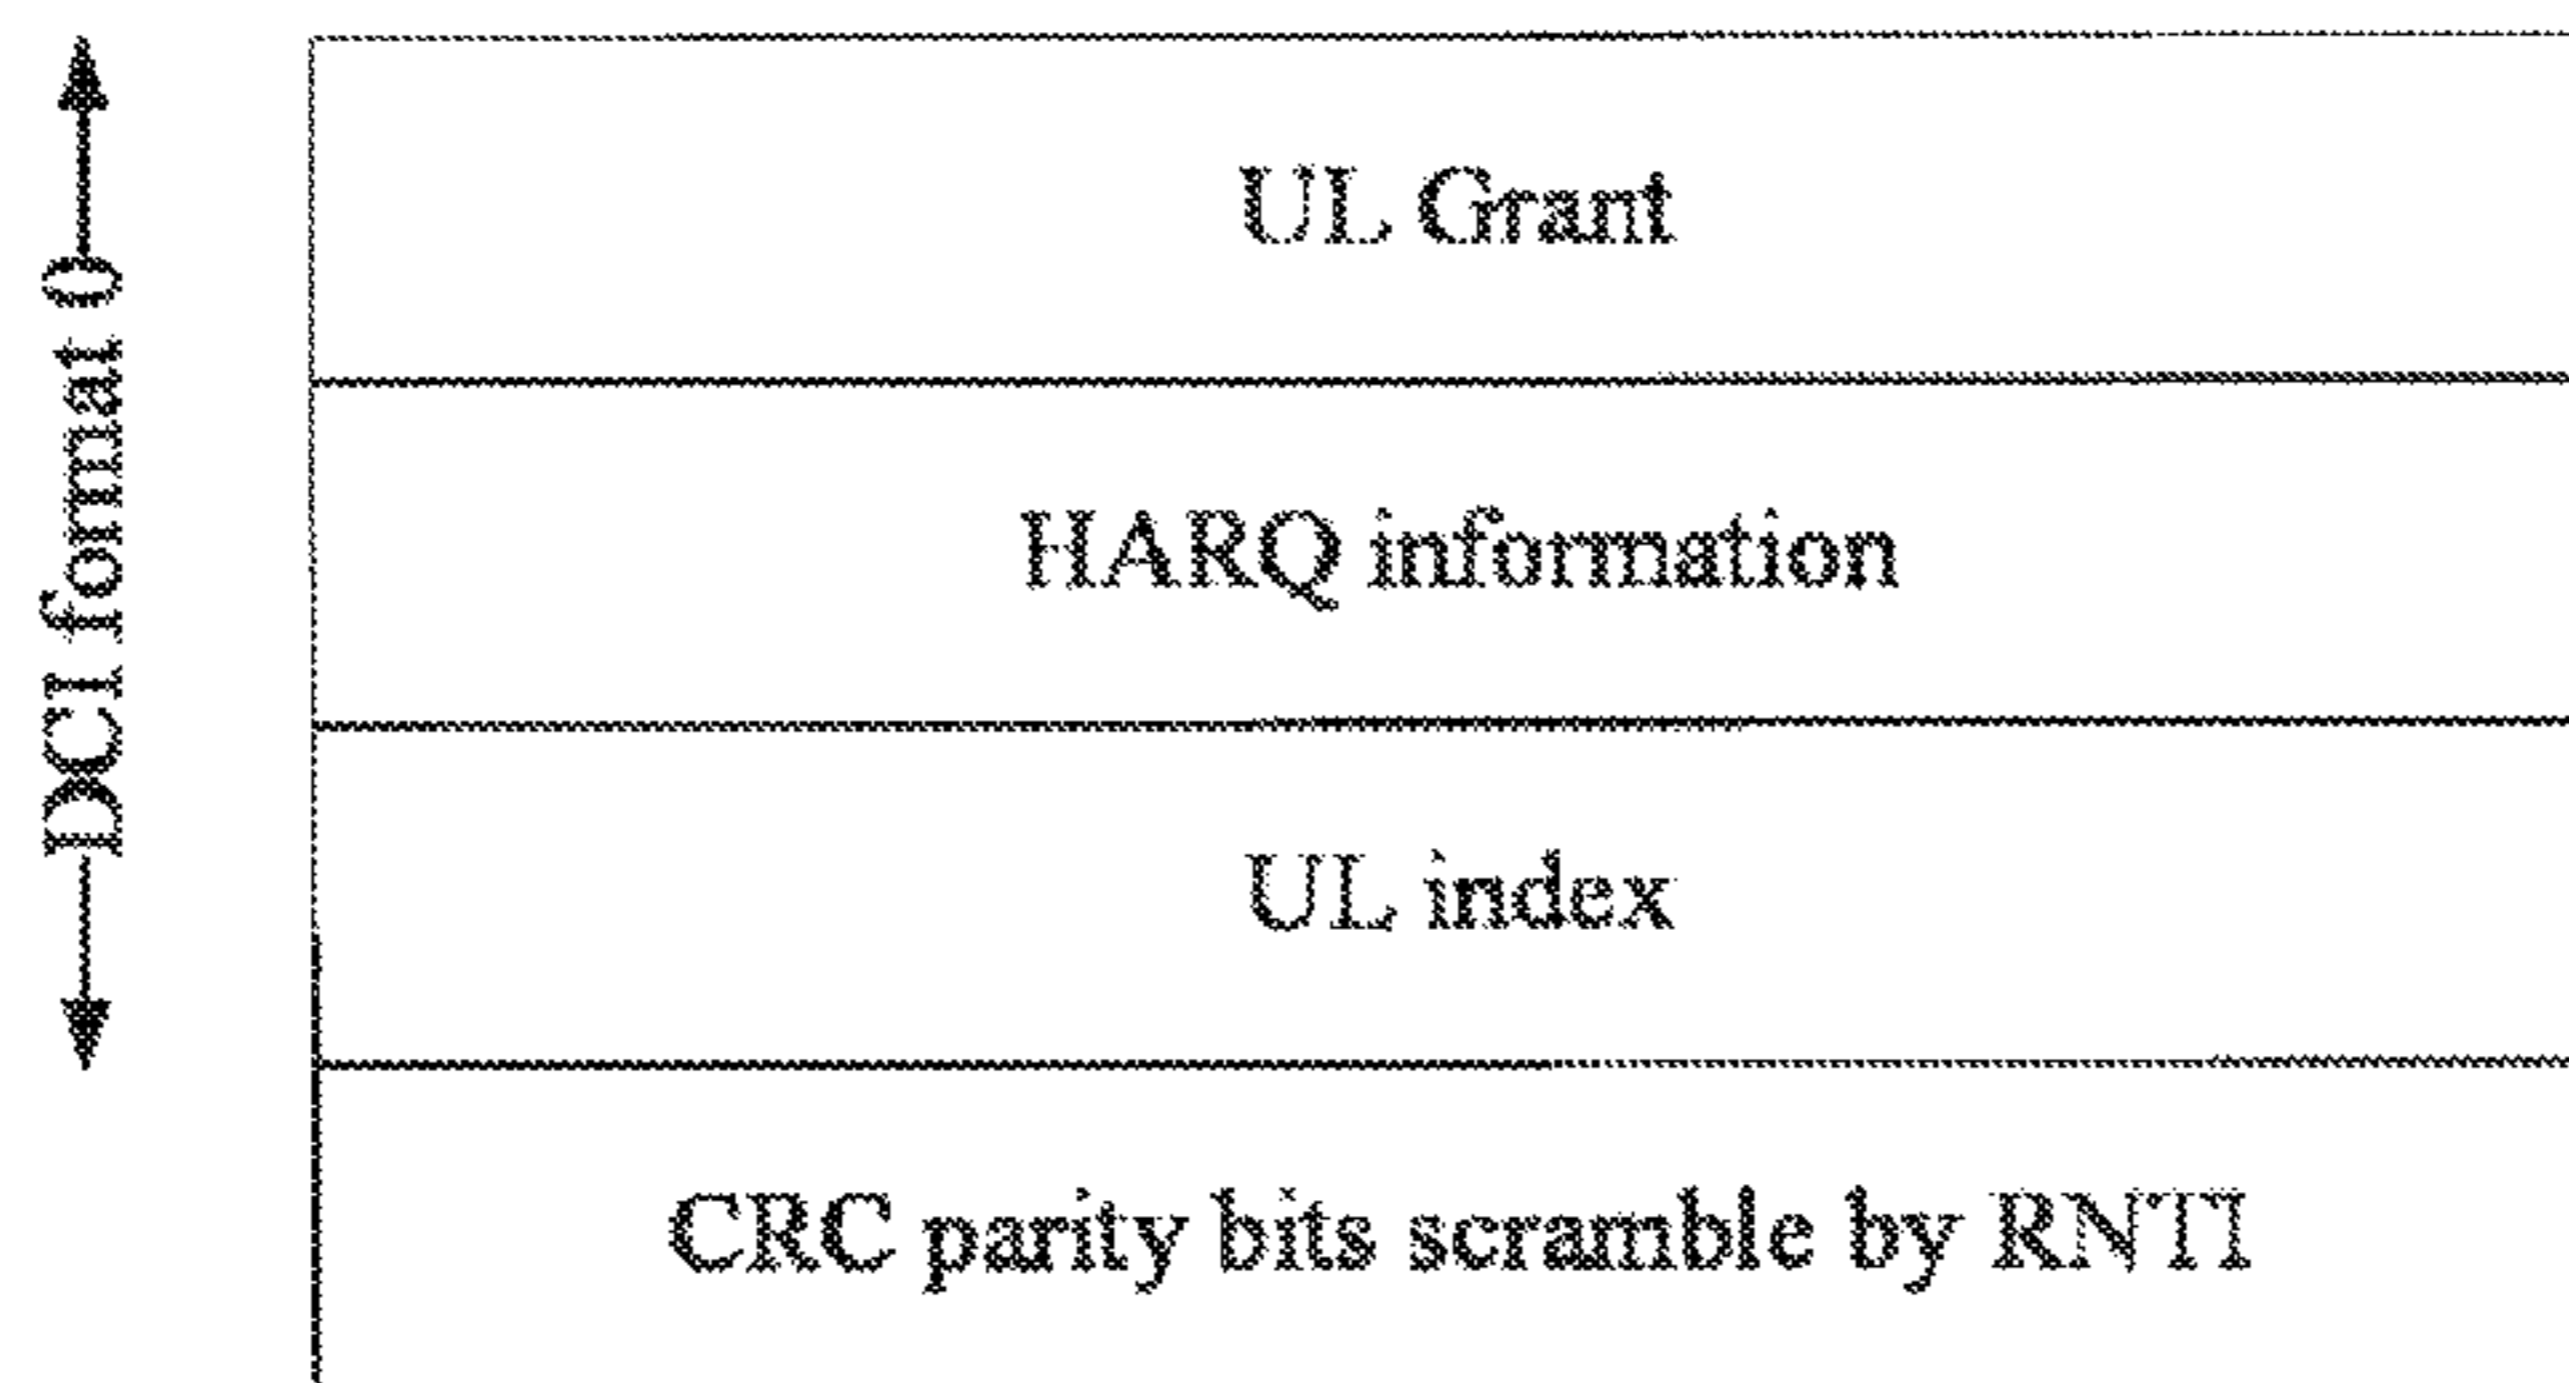 DCI format 0
UL Grant
HARQ information
UL index
CRC parity bits scramble by RNTI